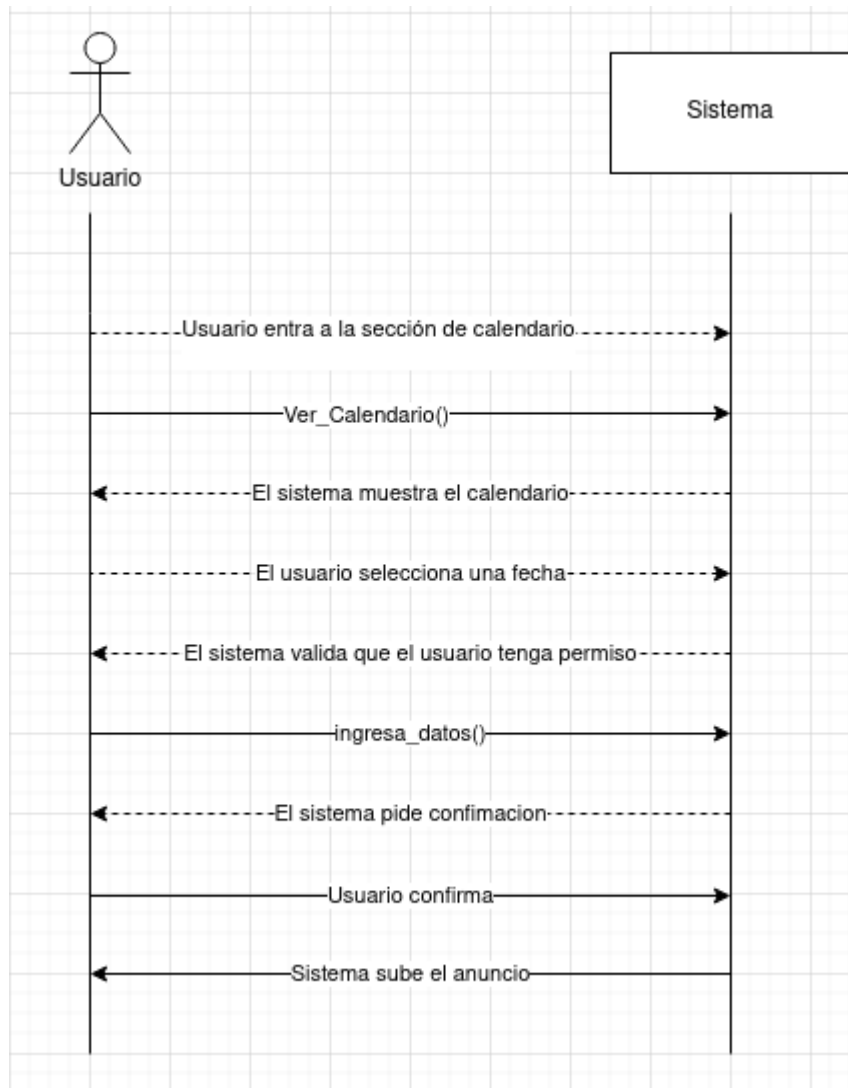 Sistema
Usuario
Usuario entra a la sección de calendario
Ver_Calendario()
El sistema muestra el calendario
El usuario selecciona una fecha
El sistema valida que el usuario tenga permiso
ingresa_datos()
El sistema pide confimacion
Usuario confirma
Sistema sube el anuncio